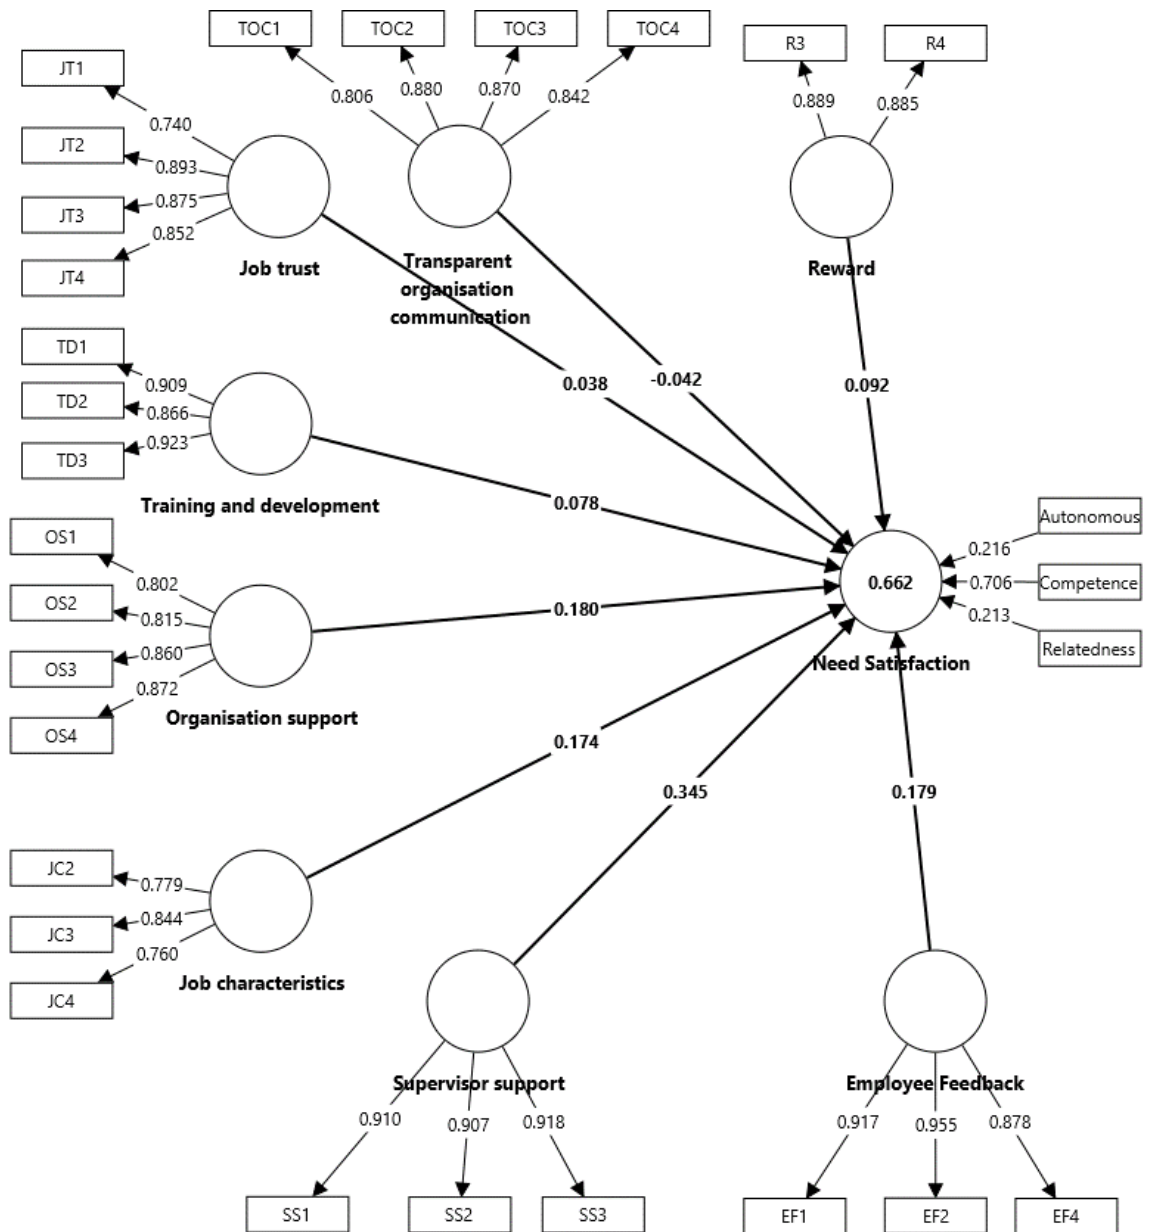 TOC1
TOC2
TOC3
TOC4
R3
R4
JT1
JT2
JT3
JT4
0.740
0.893
0.875
0.852
0.806
0.880
0.870
0.842
0.889
0.885
Job trust
Transparent
organisation
communication
Reward
TD1
TD2
TD3
0.909
0.866
0.923
Training and development
0.038
-0.042
0.092
0.078
OS1
OS2
OS3
OS4
0.802
0.815
0.860
0.872
Organisation support
0.180
0.662
Need Satisfaction
Autonomous
Competence
Relatedness
0.216
0.706
0.213
0.174
0.345
0.179
JC2
JC3
JC4
0.779
0.844
0.760
Job characteristics
Supervisor support
Employee Feedback
0.910
0.907
0.918
0.917
0.955
0.878
SS1
SS2
SS3
EF1
EF2
EF4